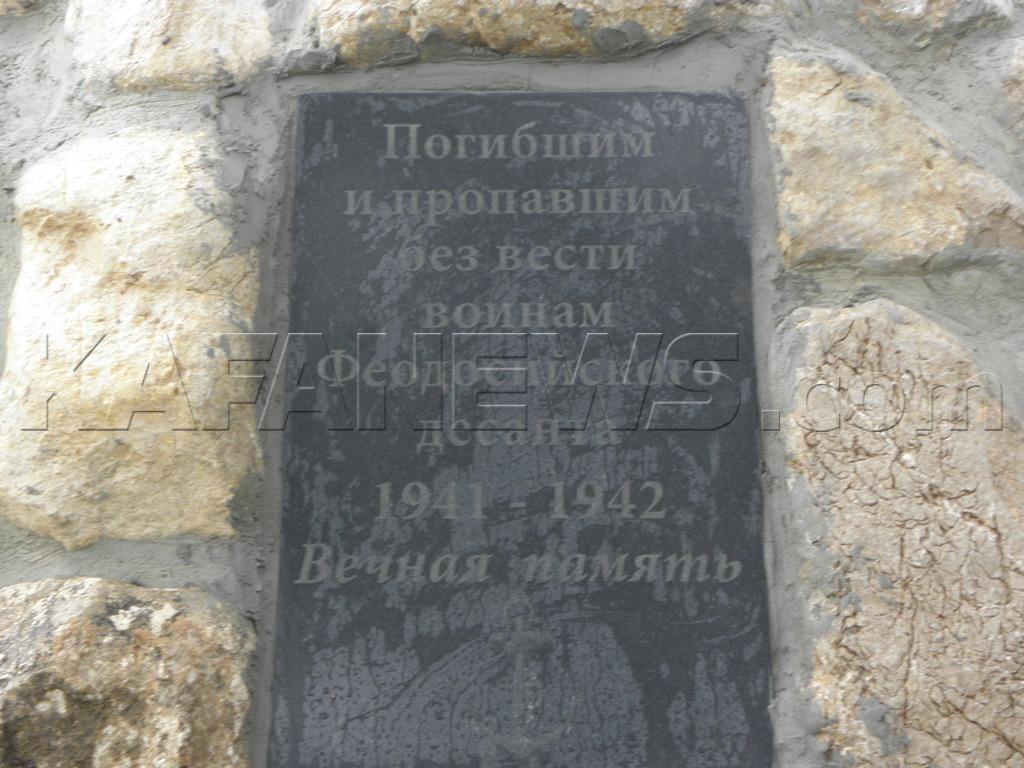 Погибшим
и пропавшим
без вести
воинам
Феодосийского
десанта
1941 - 1942
Вечная память
KAFANEWS.com